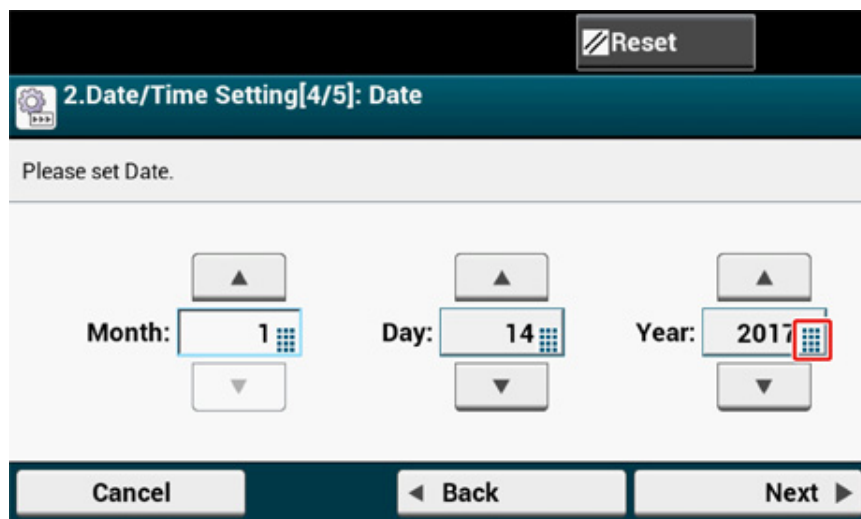 Reset
2.Date/Time Setting[4/5]: Date
Please set Date.
Month: 1 Day: 14 Year: 2017
Cancel Back Next